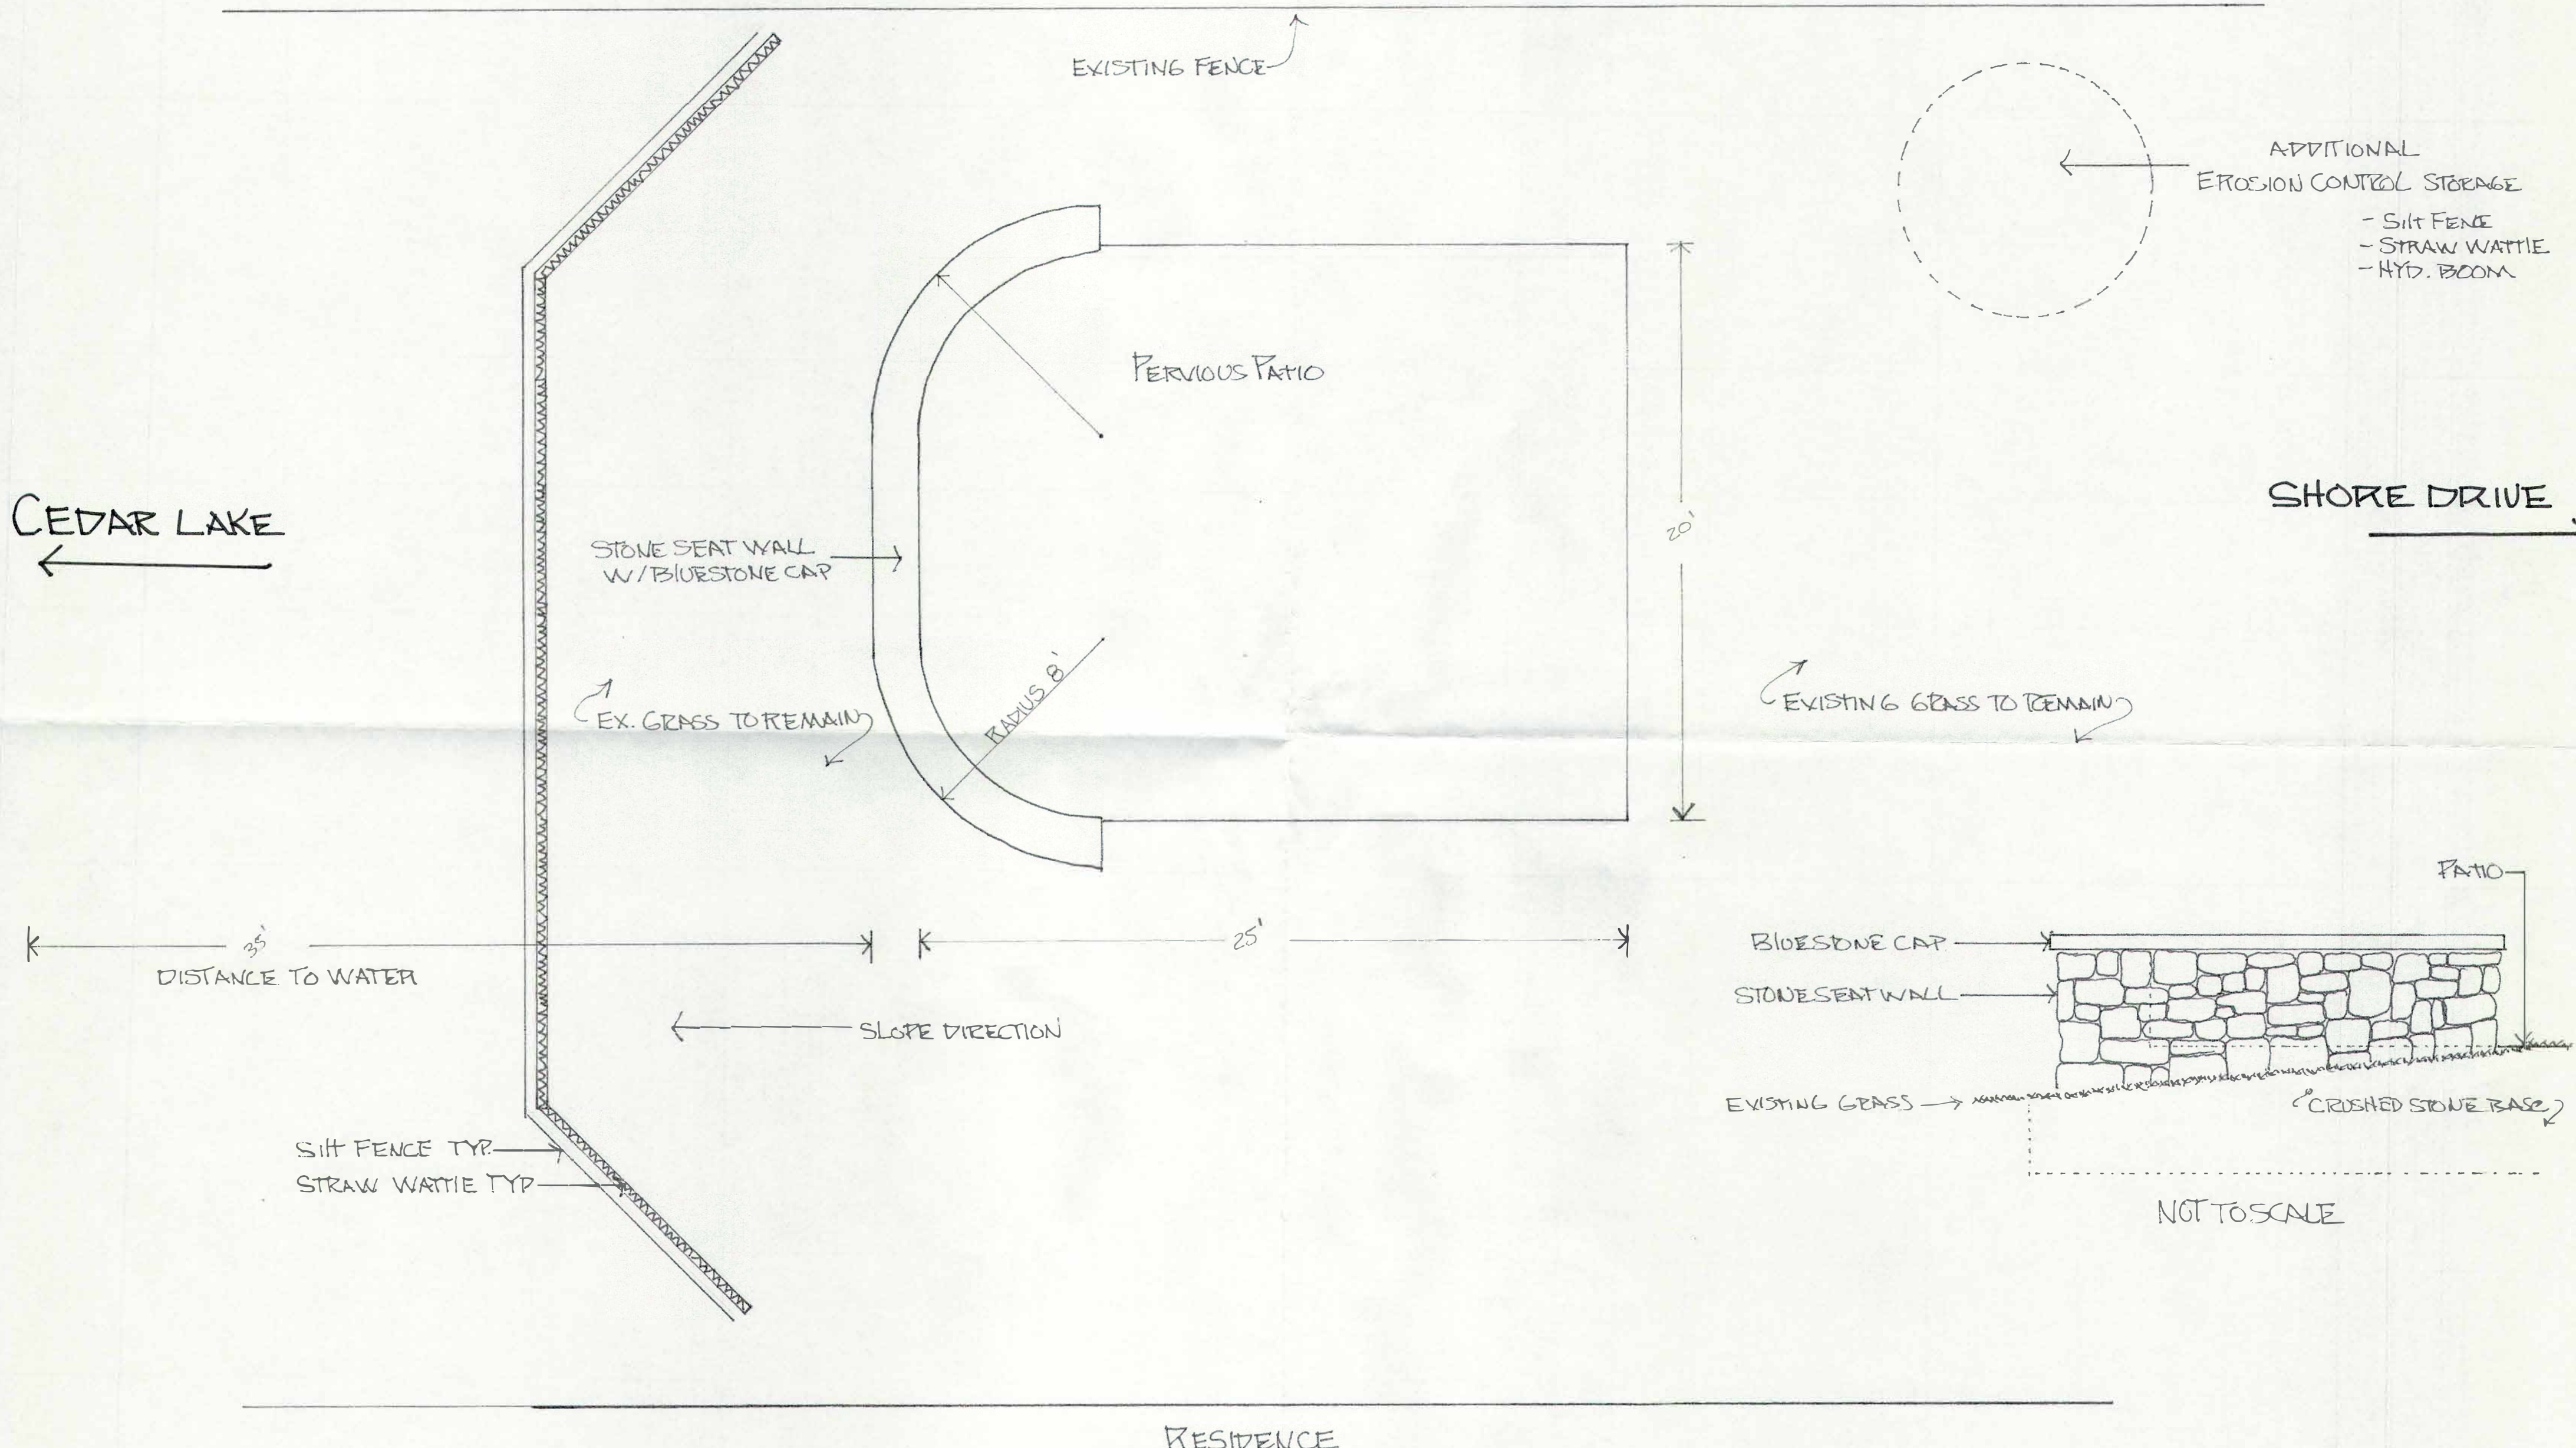 EXISTING FENCE
ADDITIONAL
EROSION CONTROL STORAGE
- SILT FENCE
- STRAW WATTLE
- HYD. BOOM
PERVIOUS PATIO
CEDAR LAKE
SHORE DRIVE
20'
STONE SEAT WALL
W/BLUESTONE CAP
RADIUS 8'
EX. GRASS TO REMAIN
EXISTING GRASS TO REMAIN
PATIO
35'
DISTANCE TO WATER
25'
BLUESTONE CAP
STONE SEAT WALL
SLOPE DIRECTION
EXISTING GRASS
CRUSHED STONE BASE
SILT FENCE TYP.
STRAW WATTLE TYP
NOT TO SCALE
RESIDENCE